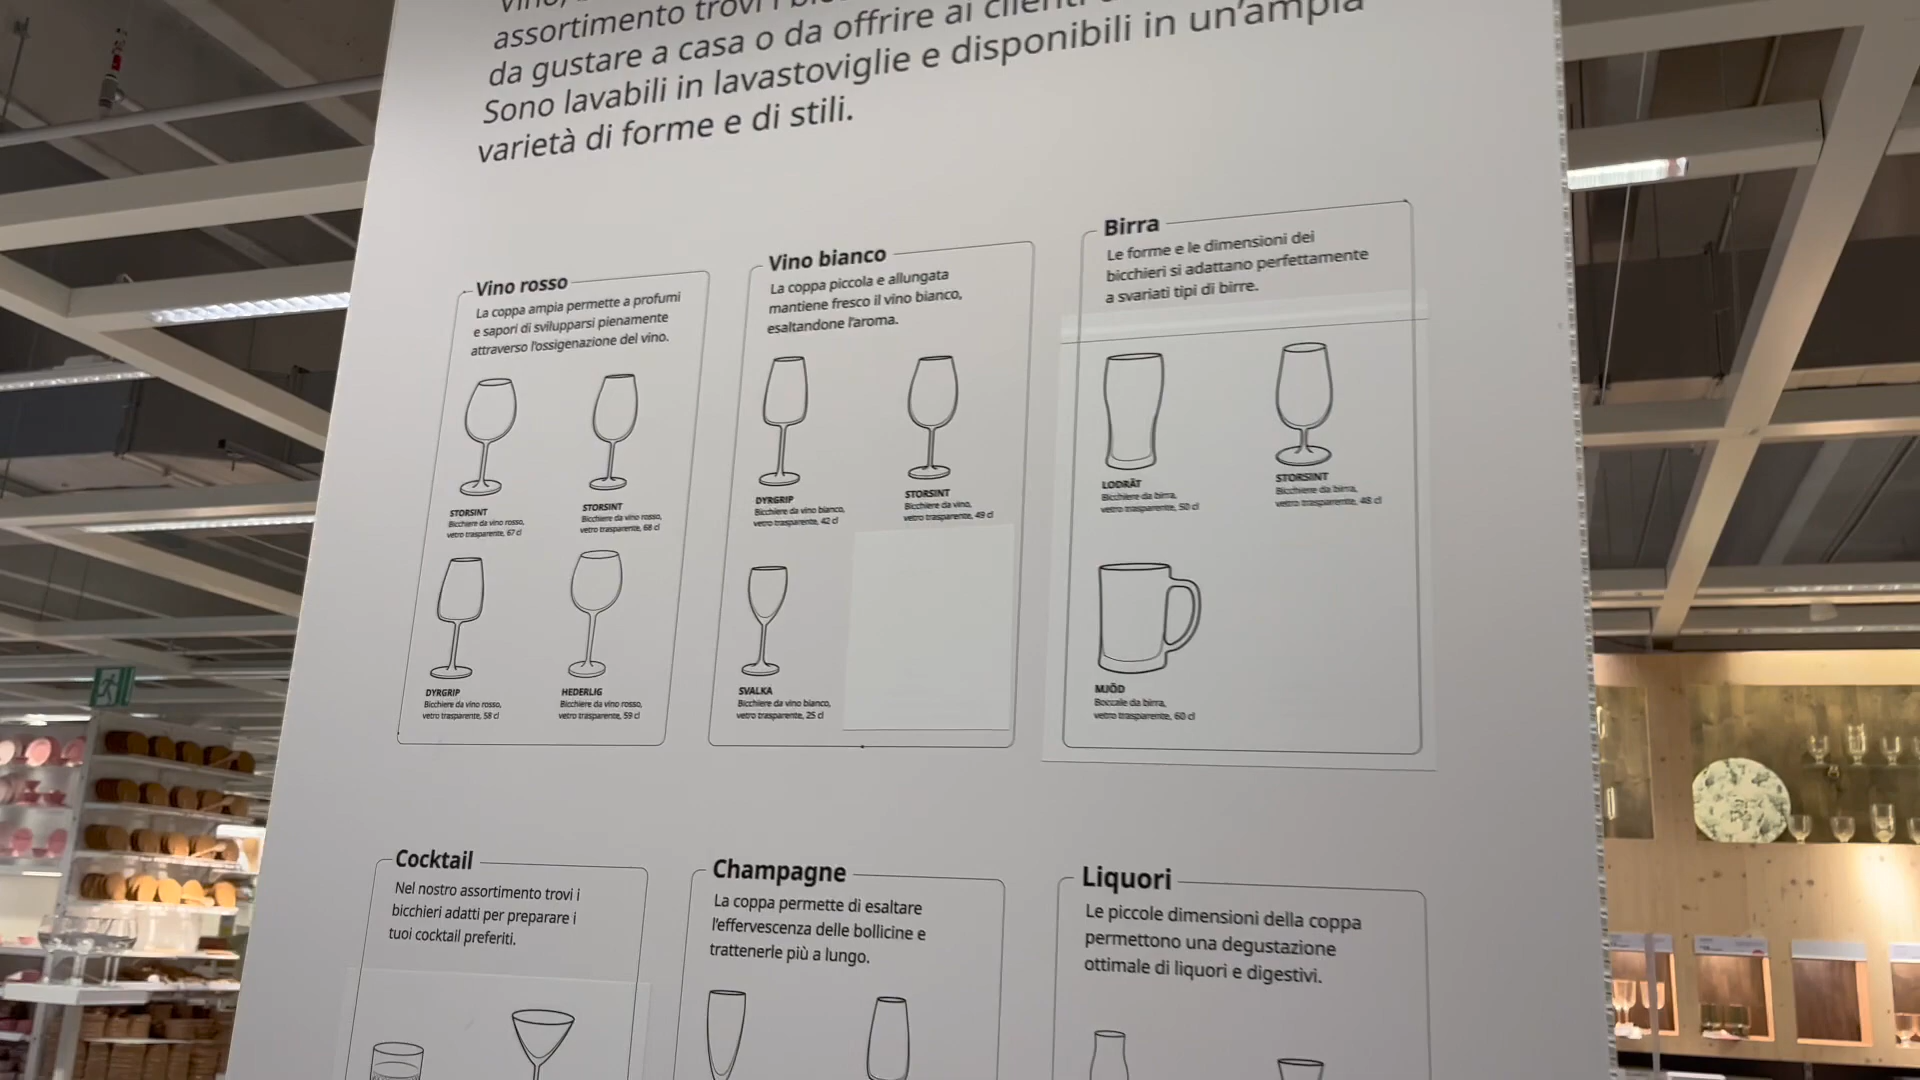 assortimento trovi i
da gustare a casa o da offrire ai clienti
Sono lavabili in lavastoviglie e disponibili in un'ampia
varietà di forme e di stili.
Vino rosso
La coppa ampia permette a profumi
e sapori di svilupparsi pienamente
attraverso l'ossigenazione del vino.
STORSINT
Bicchiere da vino rosso,
vetro trasparente, 67 cl
STORSINT
Bicchiere da vino rosso,
vetro trasparente, 68 cl
DYRGRIP
Bicchiere da vino rosso,
vetro trasparente, 58 cl
HEDERLIG
Bicchiere da vino rosso,
vetro trasparente, 59 cl
Vino bianco
La coppa piccola e allungata
mantiene fresco il vino bianco,
esaltandone l'aroma.
DYRGRIP
Bicchiere da vino bianco,
vetro trasparente, 42 cl
STORSINT
Bicchiere da vino,
vetro trasparente, 49 cl
SVALKA
Bicchiere da vino bianco,
vetro trasparente, 25 cl
Birra
Le forme e le dimensioni dei
bicchieri si adattano perfettamente
a svariati tipi di birre.
LODRÄT
Bicchiere da birra,
vetro trasparente, 50 cl
STORSINT
Bicchiere da birra,
vetro trasparente, 48 cl
MJÖD
Boccale da birra,
vetro trasparente, 60 cl
Cocktail
Nel nostro assortimento trovi i
bicchieri adatti per preparare i
tuoi cocktail preferiti.
Champagne
La coppa permette di esaltare
l'effervescenza delle bollicine e
trattenerle più a lungo.
Liquori
Le piccole dimensioni della coppa
permettono una degustazione
ottimale di liquori e digestivi.